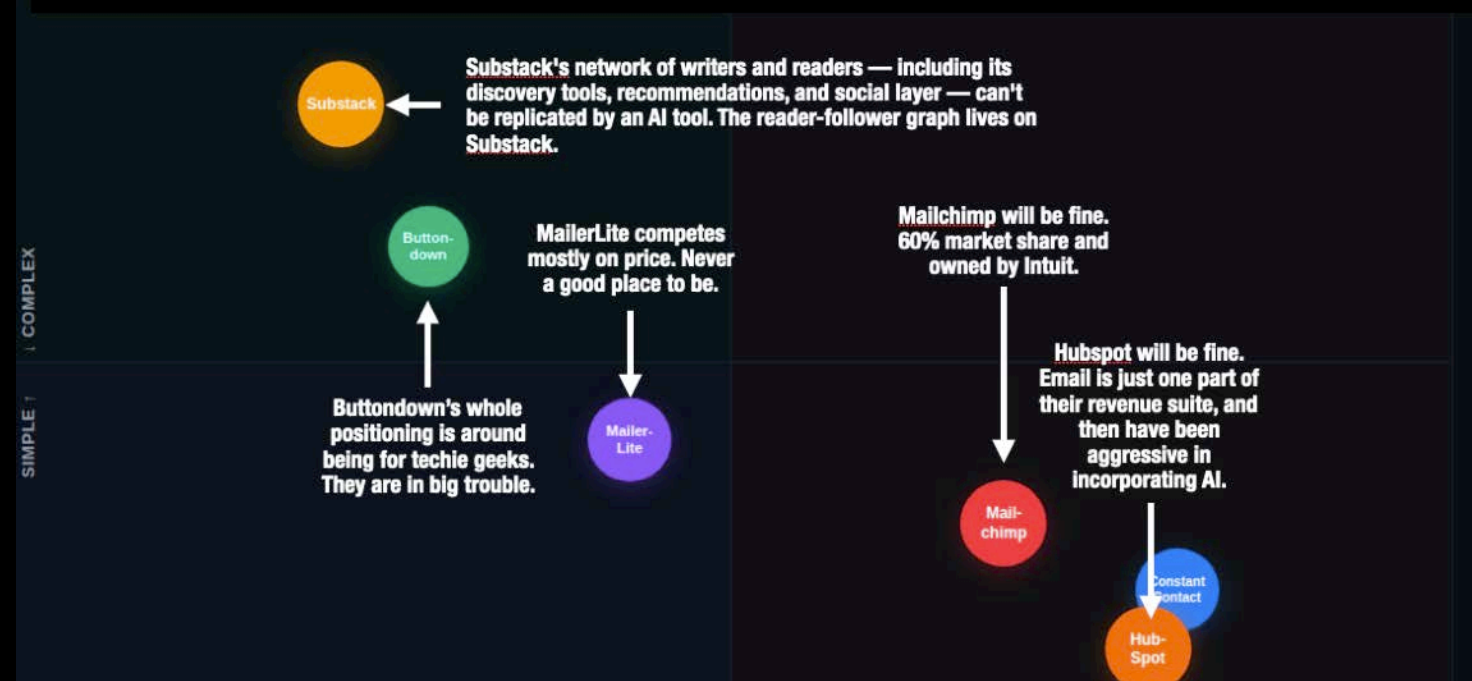 Substack
Substack's network of writers and readers — including its
discovery tools, recommendations, and social layer — can't
be replicated by an AI tool. The reader-follower graph lives on
Substack.
Button-
down
MailerLite competes
mostly on price. Never
a good place to be.
Mailchimp will be fine.
60% market share and
owned by Intuit.
↓ COMPLEX
SIMPLE ↑
Hubspot will be fine.
Email is just one part of
their revenue suite, and
then have been
aggressive in
incorporating AI.
Buttondown’s whole
positioning is around
being for techie geeks.
They are in big trouble.
Mailer-
Lite
Mail-
chimp
Constant
Contact
Hub-
Spot